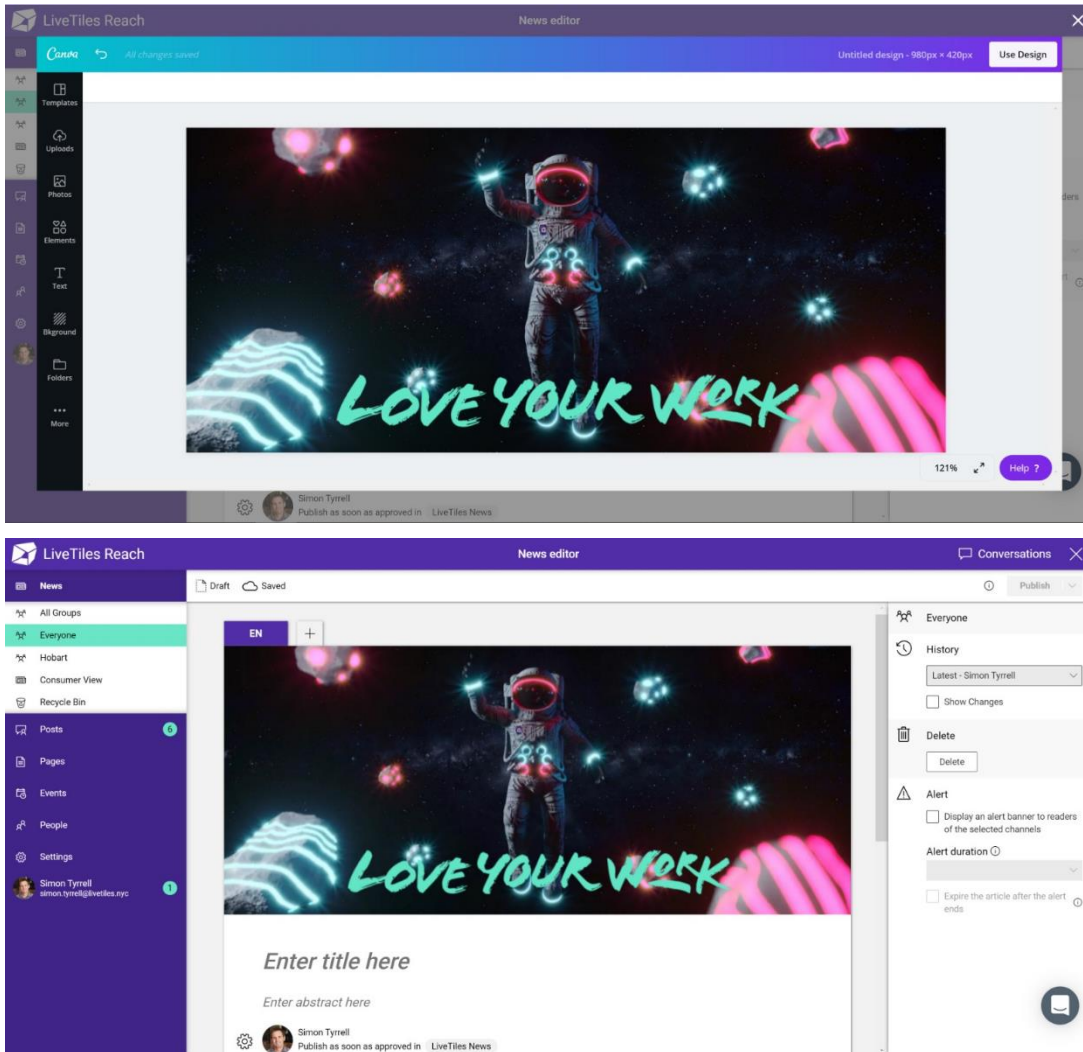 LiveTiles Reach
News editor
Canva
All changes saved
Untitled design - 980px × 420px
Use Design
Templates
Uploads
Photos
Elements
Text
Bkground
Folders
More
LOVE YOUR WORK
121%
Help ?
Simon Tyrrell
Publish as soon as approved in LiveTiles News
LiveTiles Reach
News editor
Conversations
News
Draft
Saved
Publish
All Groups
Everyone
Hobart
Consumer View
Recycle Bin
Posts
6
Pages
Events
People
Settings
Simon Tyrrell
simon.tyrrell@livetiles.nyc
1
EN
+
LOVE YOUR WORK
Enter title here
Enter abstract here
Simon Tyrrell
Publish as soon as approved in LiveTiles News
Everyone
History
Latest - Simon Tyrrell
Show Changes
Delete
Delete
Alert
Display an alert banner to readers
of the selected channels
Alert duration
Expire the article after the alert
ends